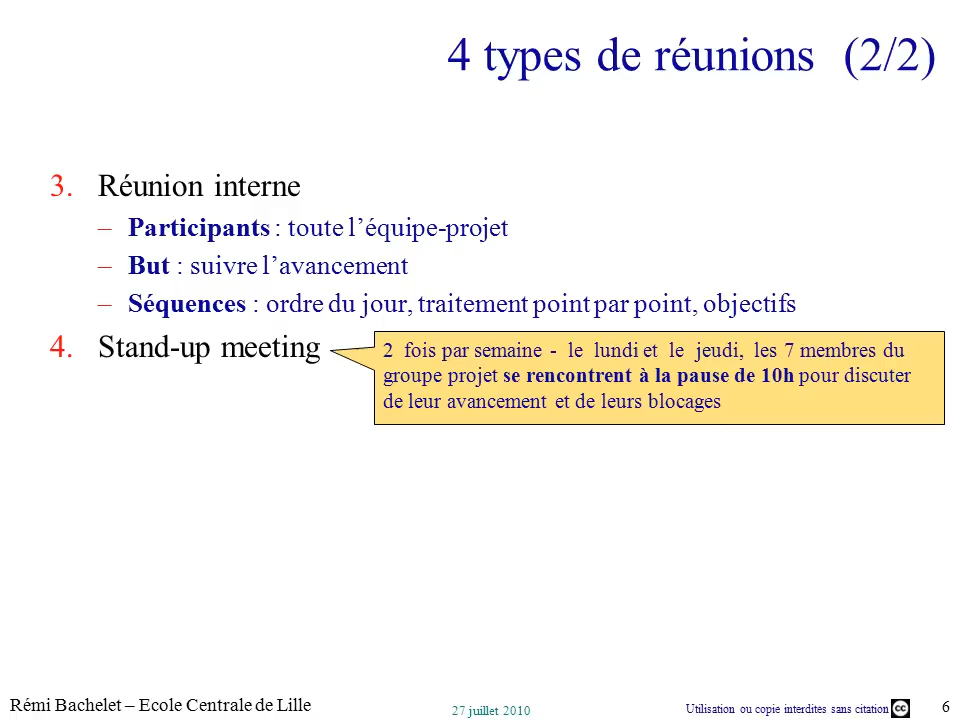 4 types de réunions (2/2)
3. Réunion interne
– Participants : toute l’équipe-projet
– But : suivre l’avancement
– Séquences : ordre du jour, traitement point par point, objectifs
4. Stand-up meeting
2 fois par semaine - le lundi et le jeudi, les 7 membres du
groupe projet se rencontrent à la pause de 10h pour discuter
de leur avancement et de leurs blocages
Rémi Bachelet – Ecole Centrale de Lille
27 juillet 2010
Utilisation ou copie interdites sans citation
cc
6